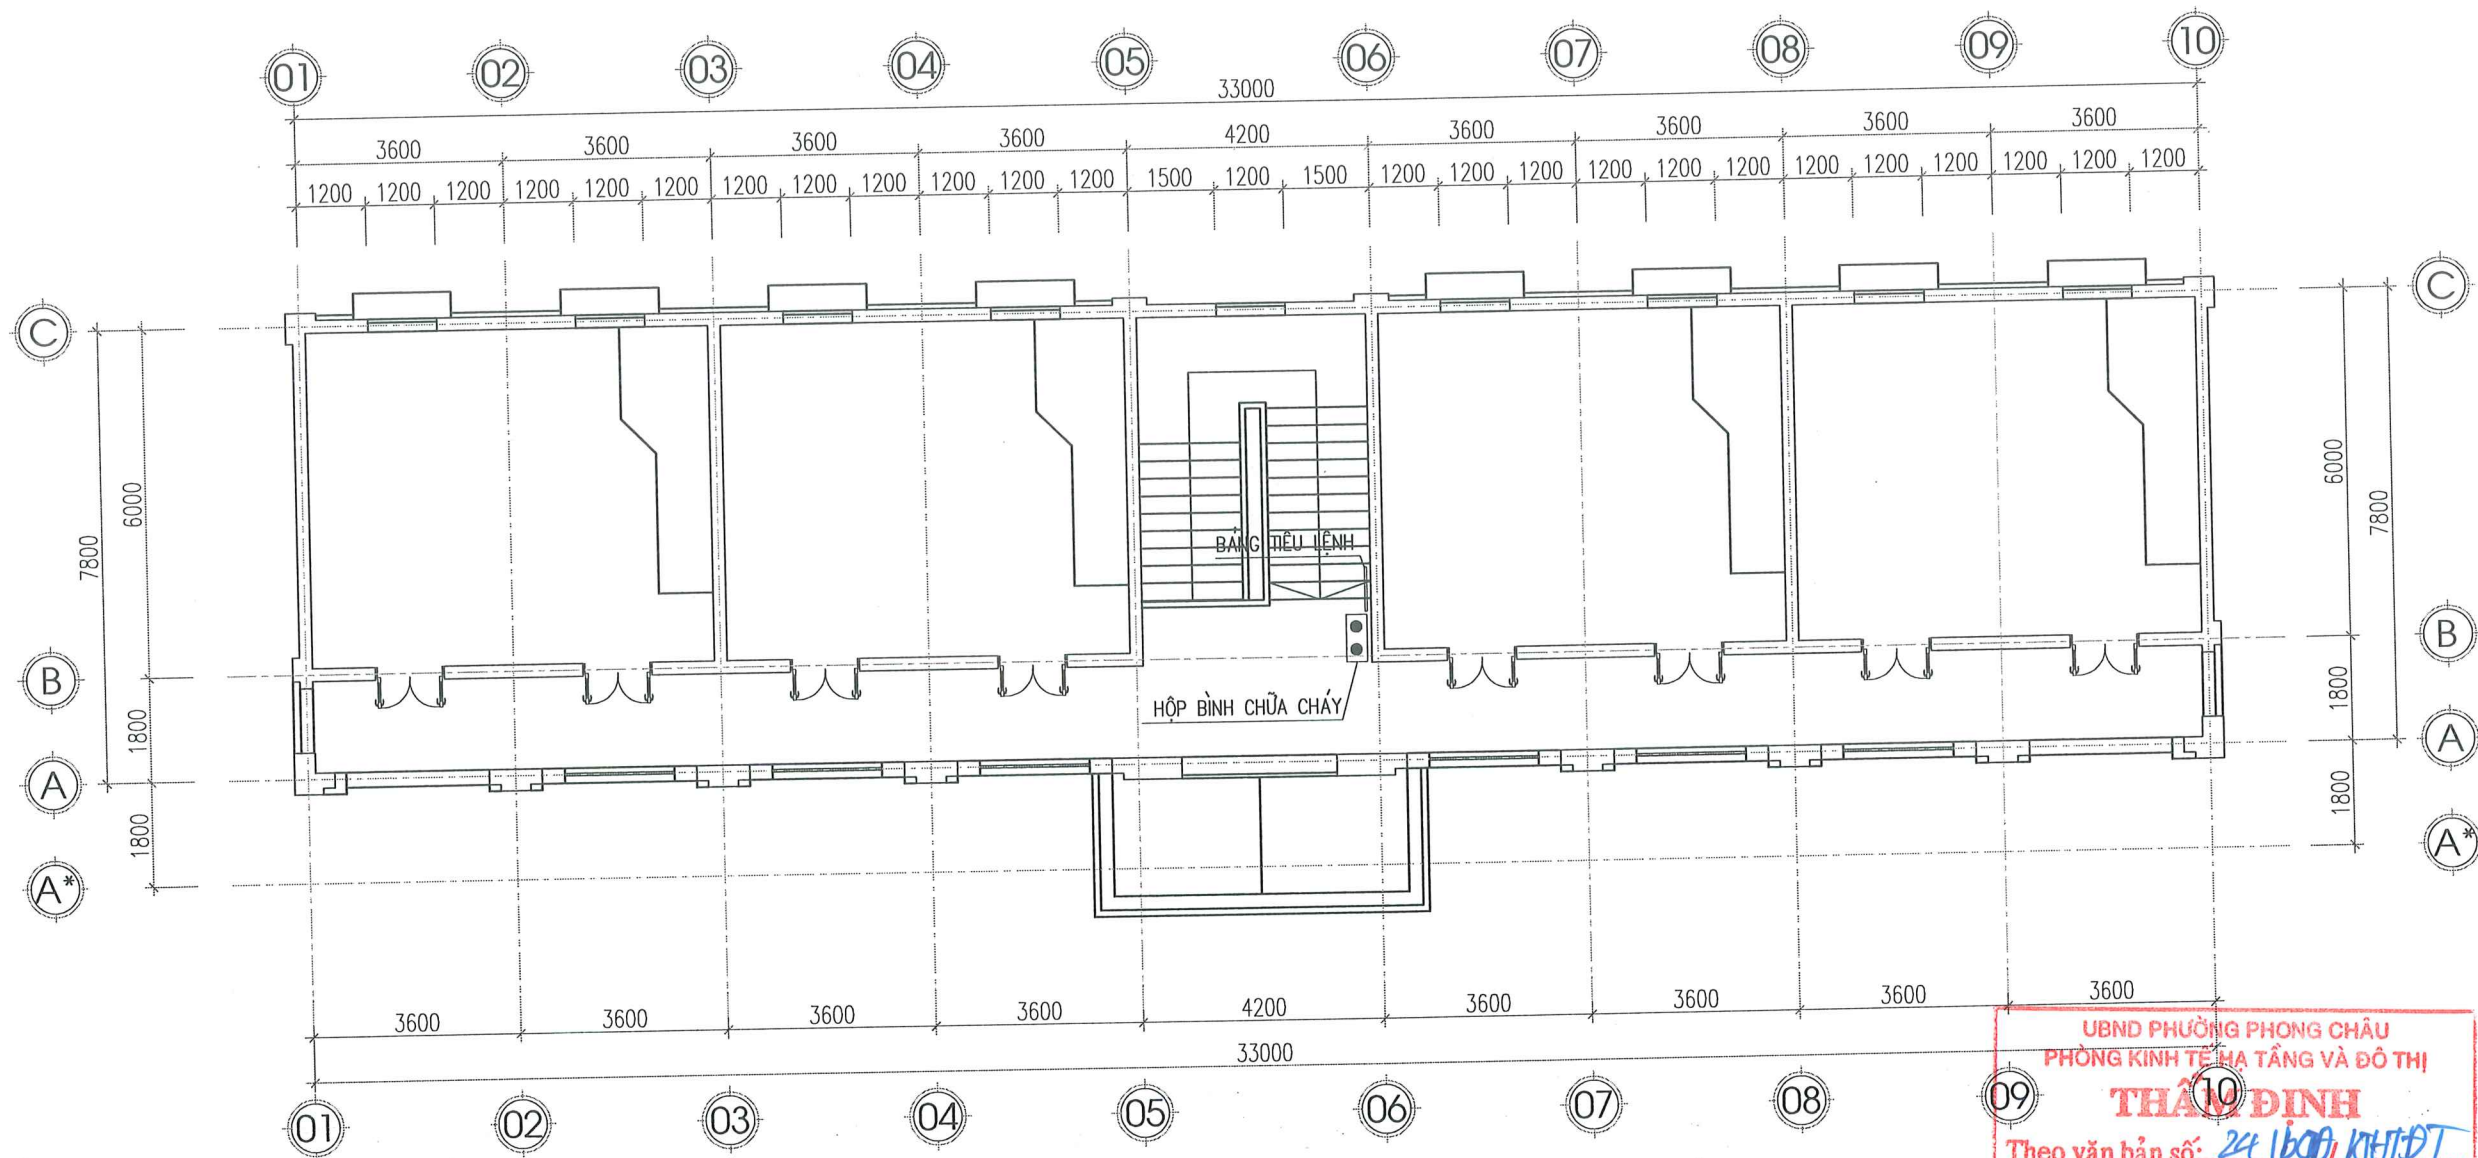 01 02 03 04 05 06 07 08 09 10
33000
3600 3600 3600 3600 4200 3600 3600 3600 3600
1200 1200 1200 1200 1200 1200 1200 1200 1200 1200 1200 1200 1500 1200 1500 1200 1200 1200 1200 1200 1200 1200 1200 1200 1200 1200 1200
C C
6000 6000
7800 7800
BẢNG TIÊU LỆNH
B B
HỘP BÌNH CHỮA CHÁY
1800 1800
A A
1800 1800
A* A*
3600 3600 3600 3600 4200 3600 3600 3600 3600
33000
01 02 03 04 05 06 07 08 09 10
UBND PHƯỜNG PHONG CHÂU
PHÒNG KINH TẾ HẠ TẦNG VÀ ĐÔ THỊ
THẨM ĐỊNH
Theo văn bản số: 24 KTHTĐT